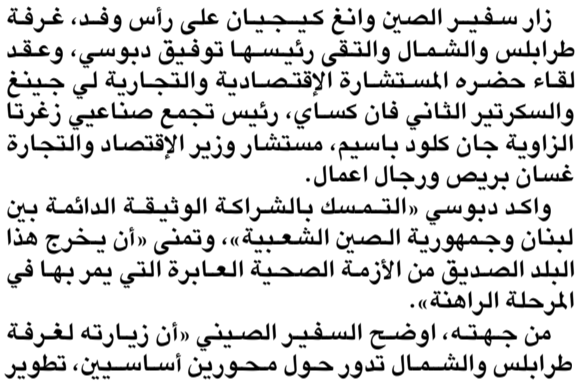 زار سفير الصين وانغ كيجيان على رأس وفد، غرفة
طرابلس والشمال والتقى رئيسها توفيق دبوسي، وعقد
لقاء حضره المستشارة الإقتصادية والتجارية لي جينغ
والسكرتير الثاني فان كساي، رئيس تجمع صناعيي زغرتا
الزاوية جان كلود باسيم، مستشار وزير الإقتصاد والتجارة
غسان بريص ورجال اعمال.
واكد دبوسي «التمسك بالشراكة الوثيقة الدائمة بين
لبنان وجمهورية الصين الشعبية»، وتمنى «أن يخرج هذا
البلد الصديق من الأزمة الصحية العابرة التي يمر بها في
المرحلة الراهنة».
من جهته، اوضح السفير الصيني «أن زيارته لغرفة
طرابلس والشمال تدور حول محورين أساسيين، تطوير